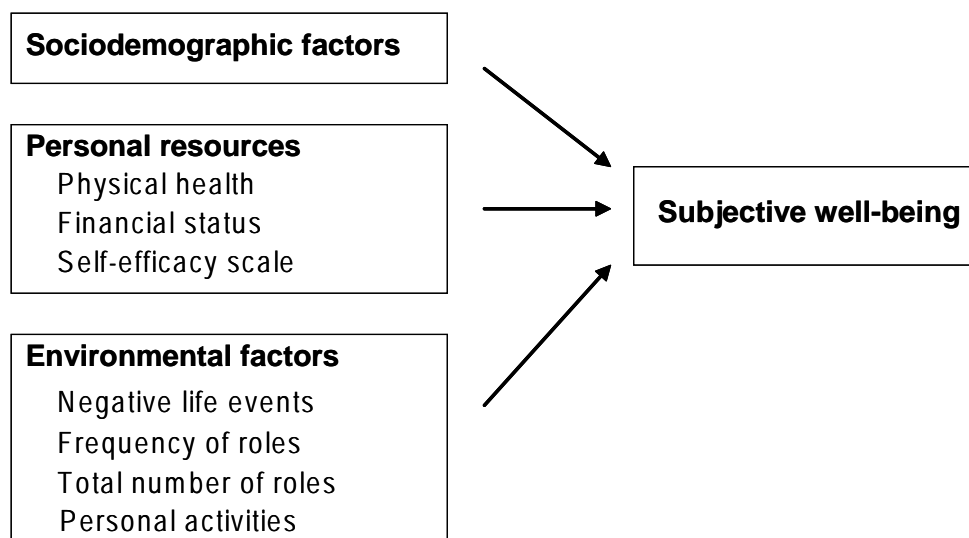 Sociodemographic factors
Personal resources
Physical health
Financial status
Self-efficacy scale
Subjective well-being
Environmental factors
Negative life events
Frequency of roles
Total number of roles
Personal activities